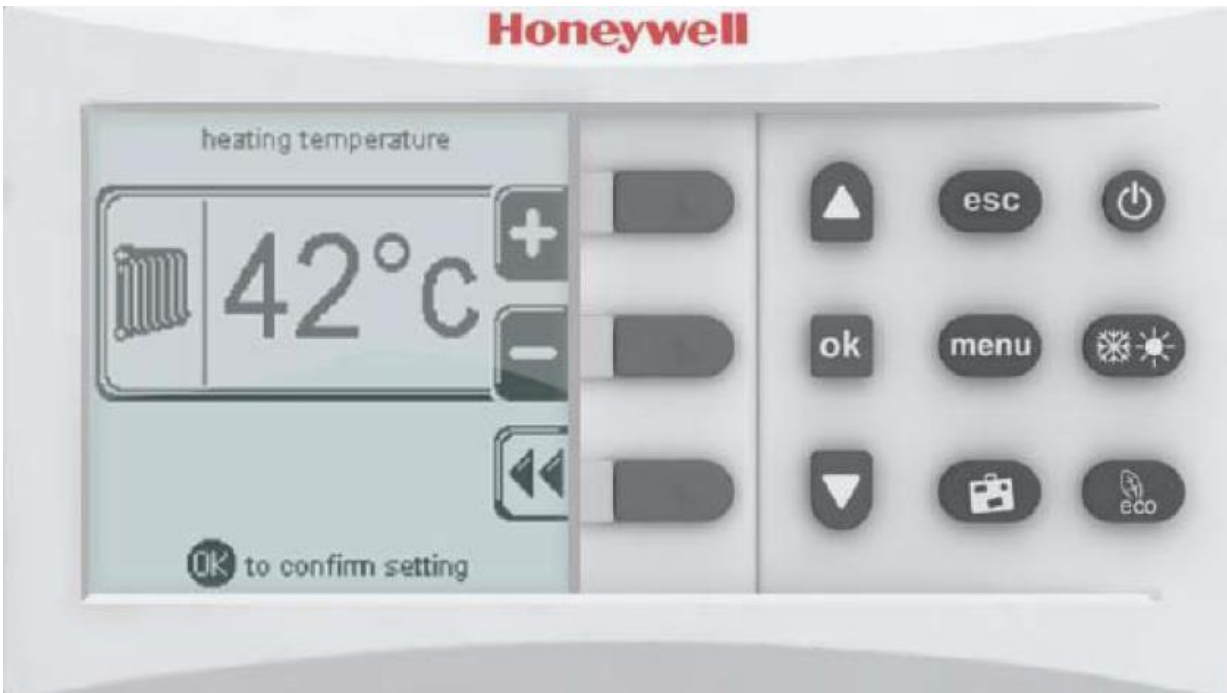 Honeywell
heating temperature
42°C
OK to confirm setting
esc
ok
menu
eco